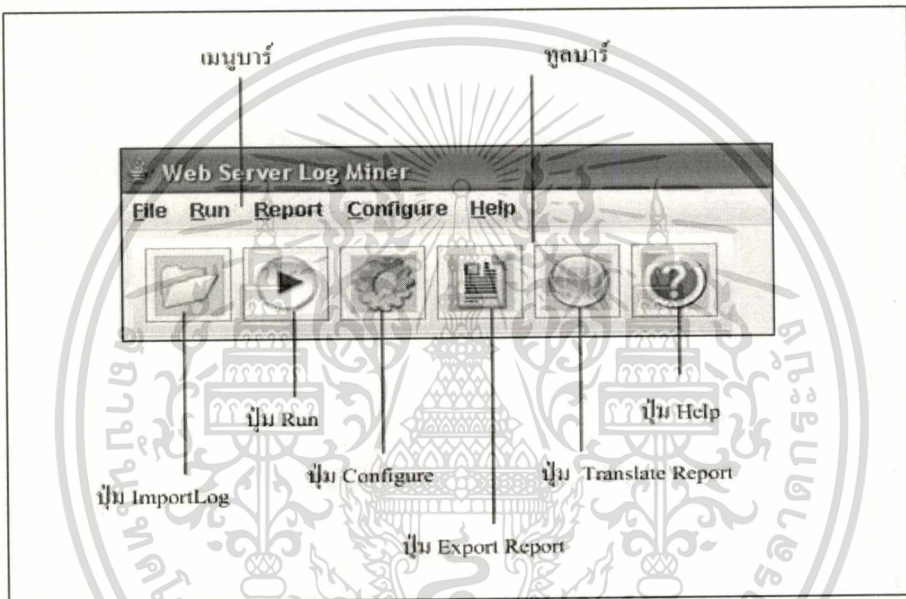 เมนูบาร์
ทูลบาร์
Web Server Log Miner
File Run Report Configure Help
ปุ่ม Run
ปุ่ม Help
ปุ่ม ImportLog
ปุ่ม Configure
ปุ่ม Translate Report
ปุ่ม Export Report